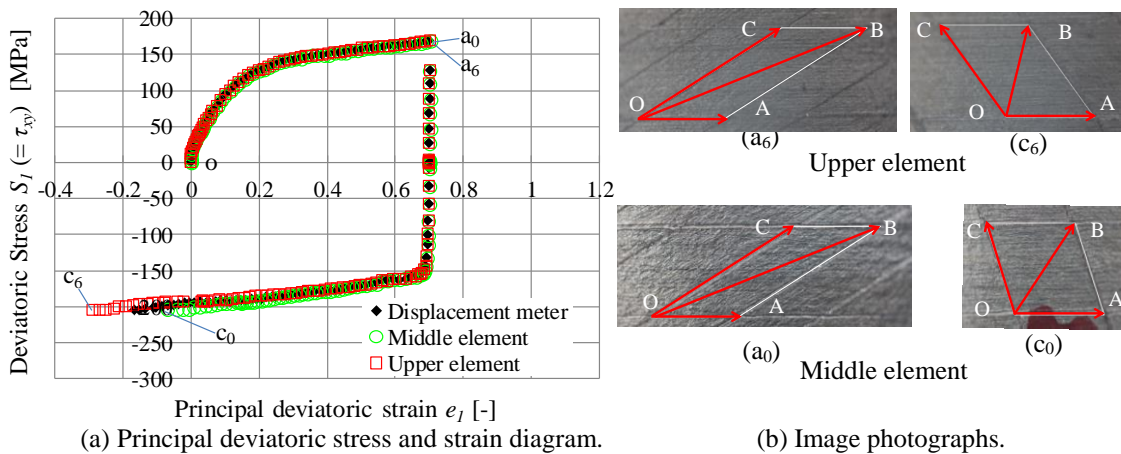 Deviatoric Stress S1 (= τxy) [MPa]
200
150
100
50
0
-50
-100
-150
-200
-250
-300
-0.4 -0.2 0 0.2 0.4 0.6 0.8 1 1.2
o
a0
a6
c6
c0
Displacement meter
Middle element
Upper element
Principal deviatoric strain e1 [-]
(a) Principal deviatoric stress and strain diagram.
C B
O A
(a6)
C B
O A
(c6)
Upper element
C B
O A
(a0)
C B
O A
(c0)
Middle element
(b) Image photographs.